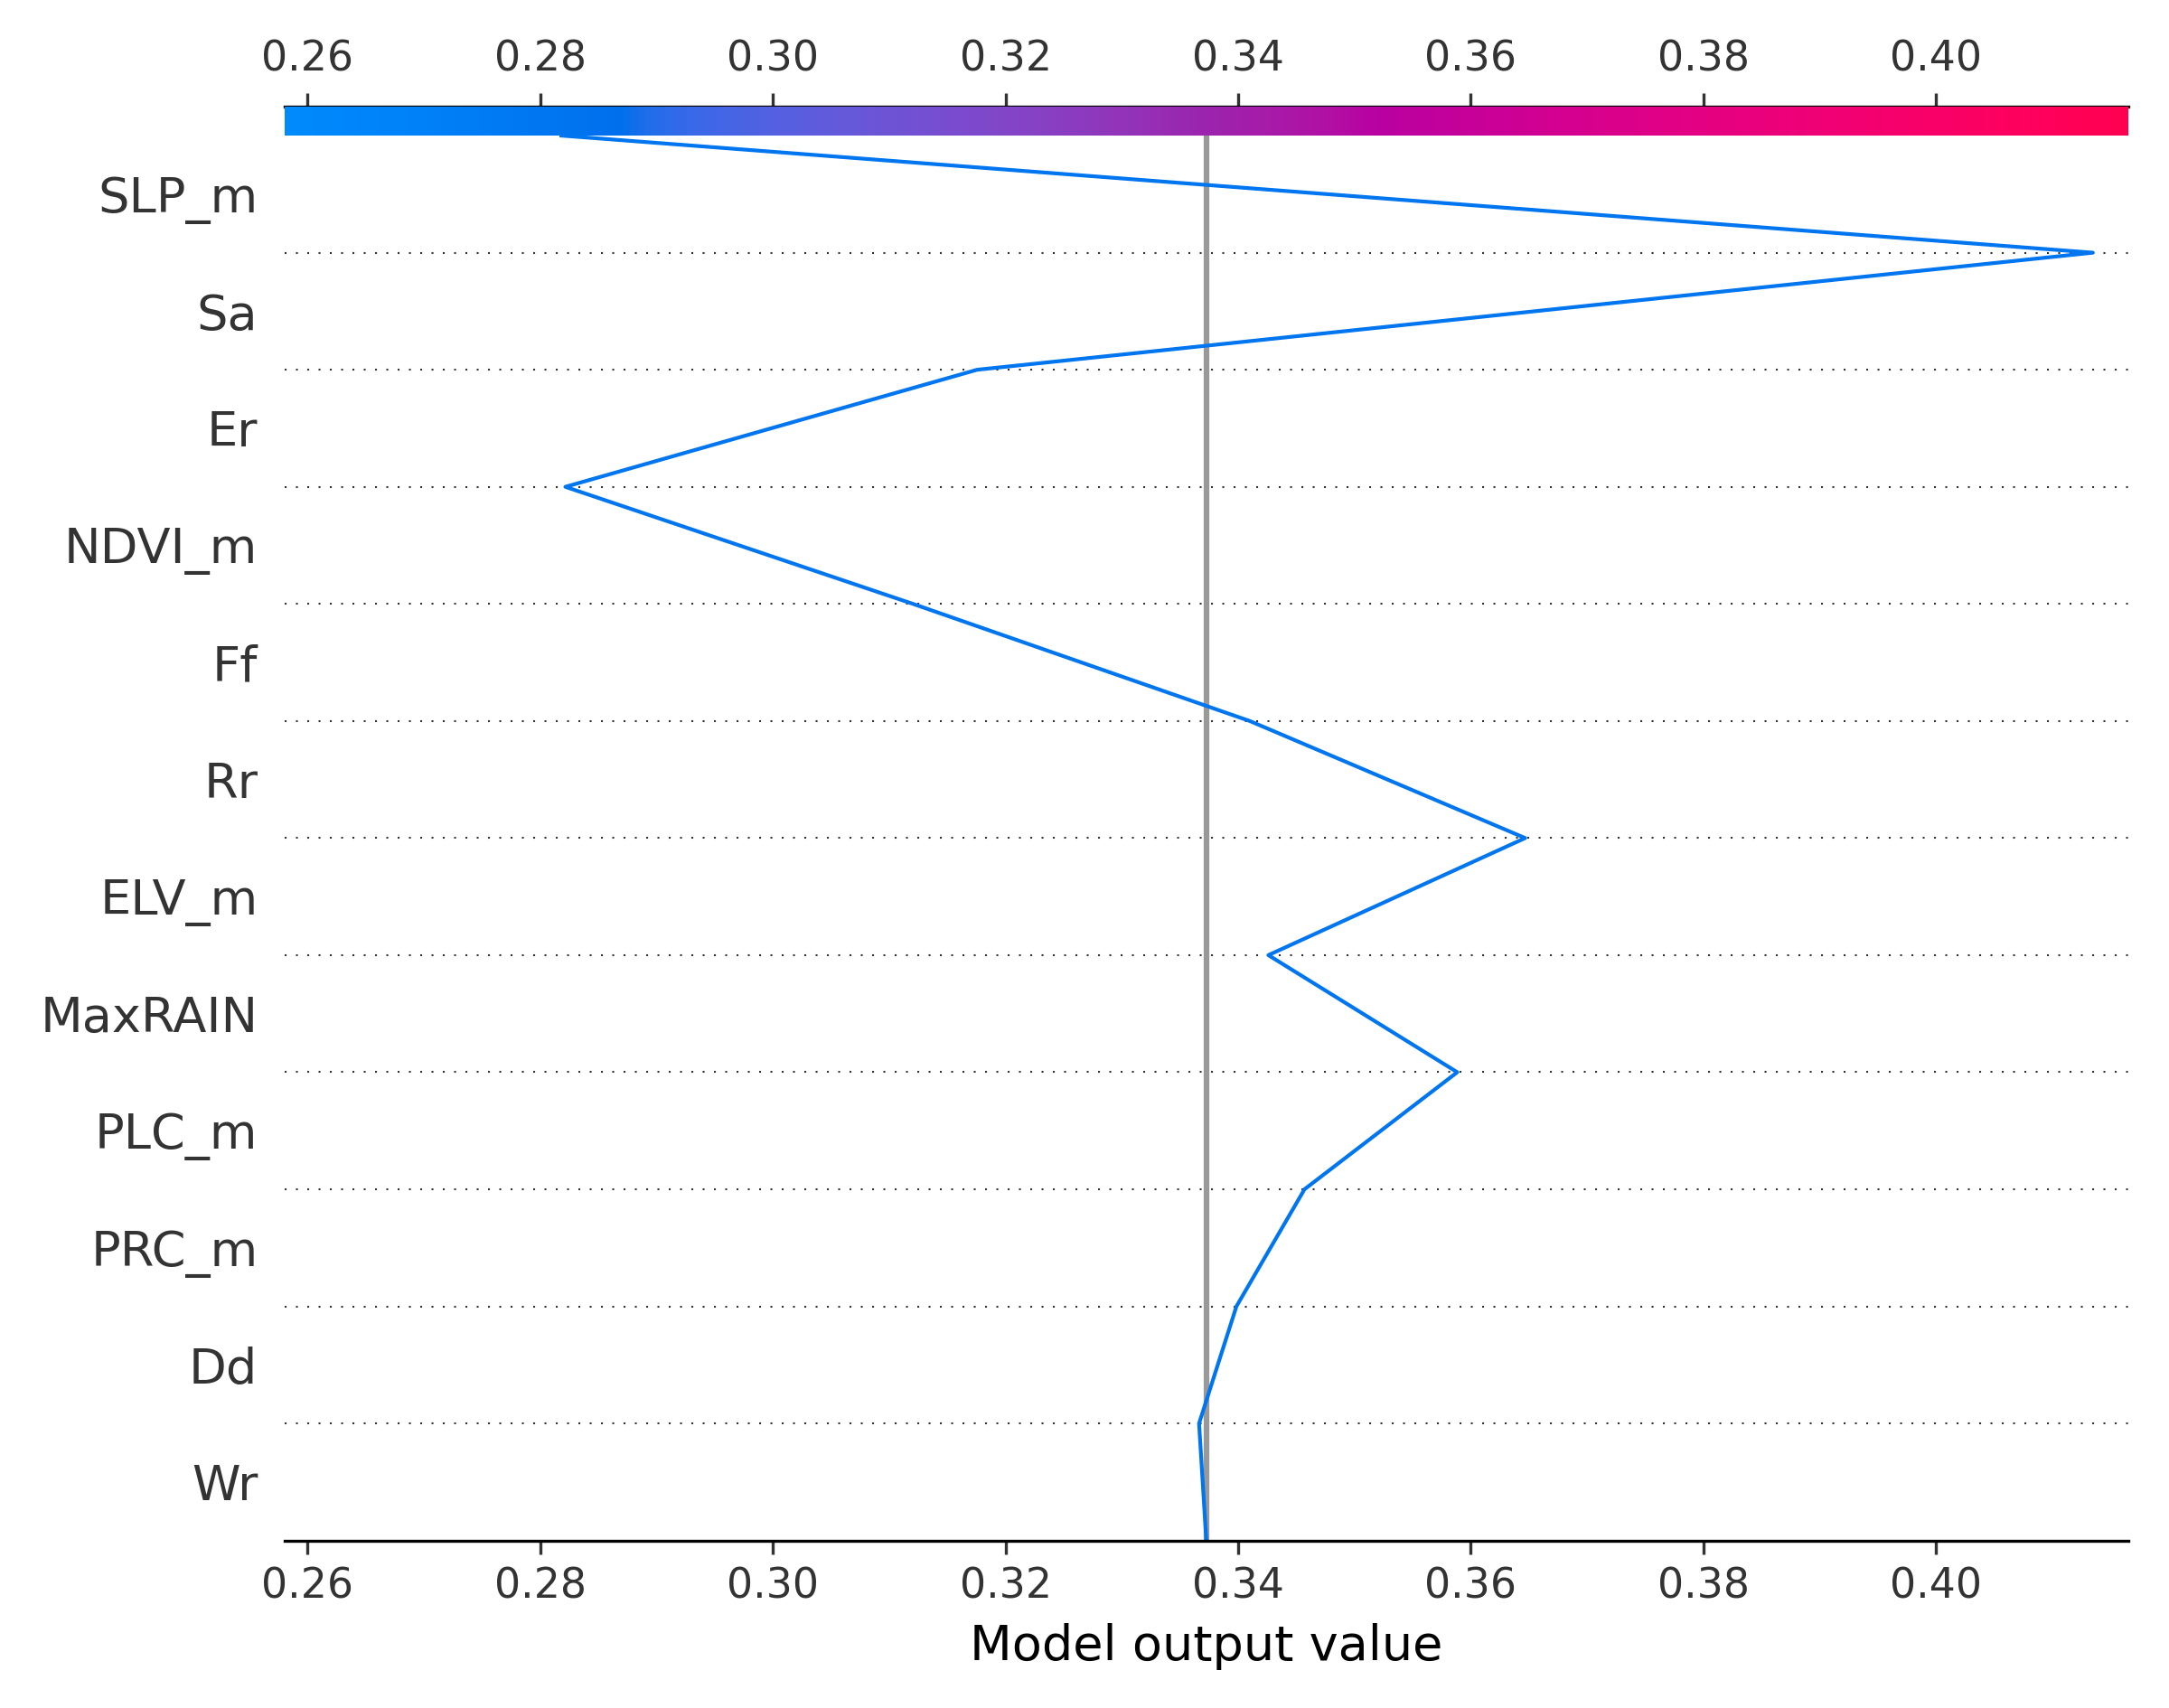 0.26 0.28 0.30 0.32 0.34 0.36 0.38 0.40
SLP_m
Sa
Er
NDVI_m
Ff
Rr
ELV_m
MaxRAIN
PLC_m
PRC_m
Dd
Wr
0.26 0.28 0.30 0.32 0.34 0.36 0.38 0.40
Model output value